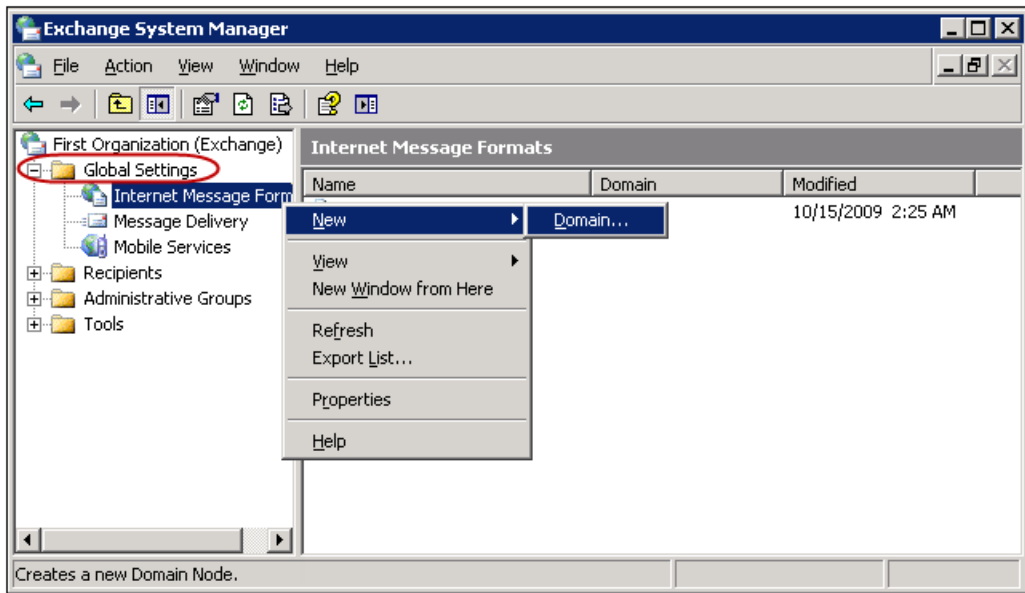 Exchange System Manager
File Action View Window Help
First Organization (Exchange)
Global Settings
Internet Message Form
Message Delivery
Mobile Services
Recipients
Administrative Groups
Tools
Internet Message Formats
Name Domain Modified
10/15/2009 2:25 AM
New
View
New Window from Here
Refresh
Export List...
Properties
Help
Domain...
Creates a new Domain Node.